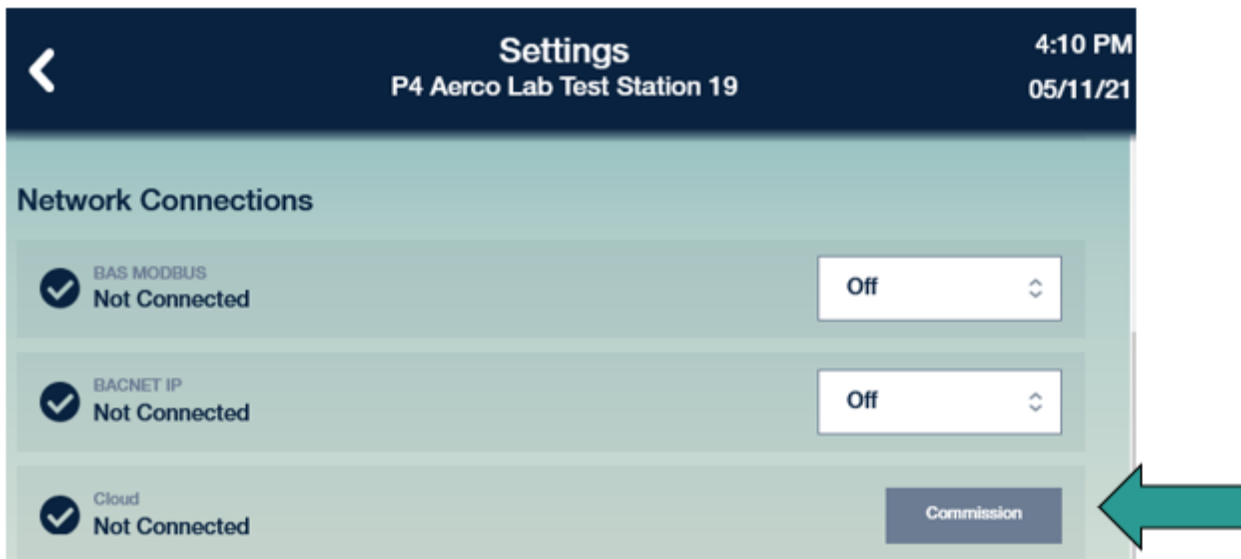 Settings
4:10 PM
P4 Aerco Lab Test Station 19
05/11/21
Network Connections
BAS MODBUS
Not Connected
Off
BACNET IP
Not Connected
Off
Cloud
Not Connected
Commission